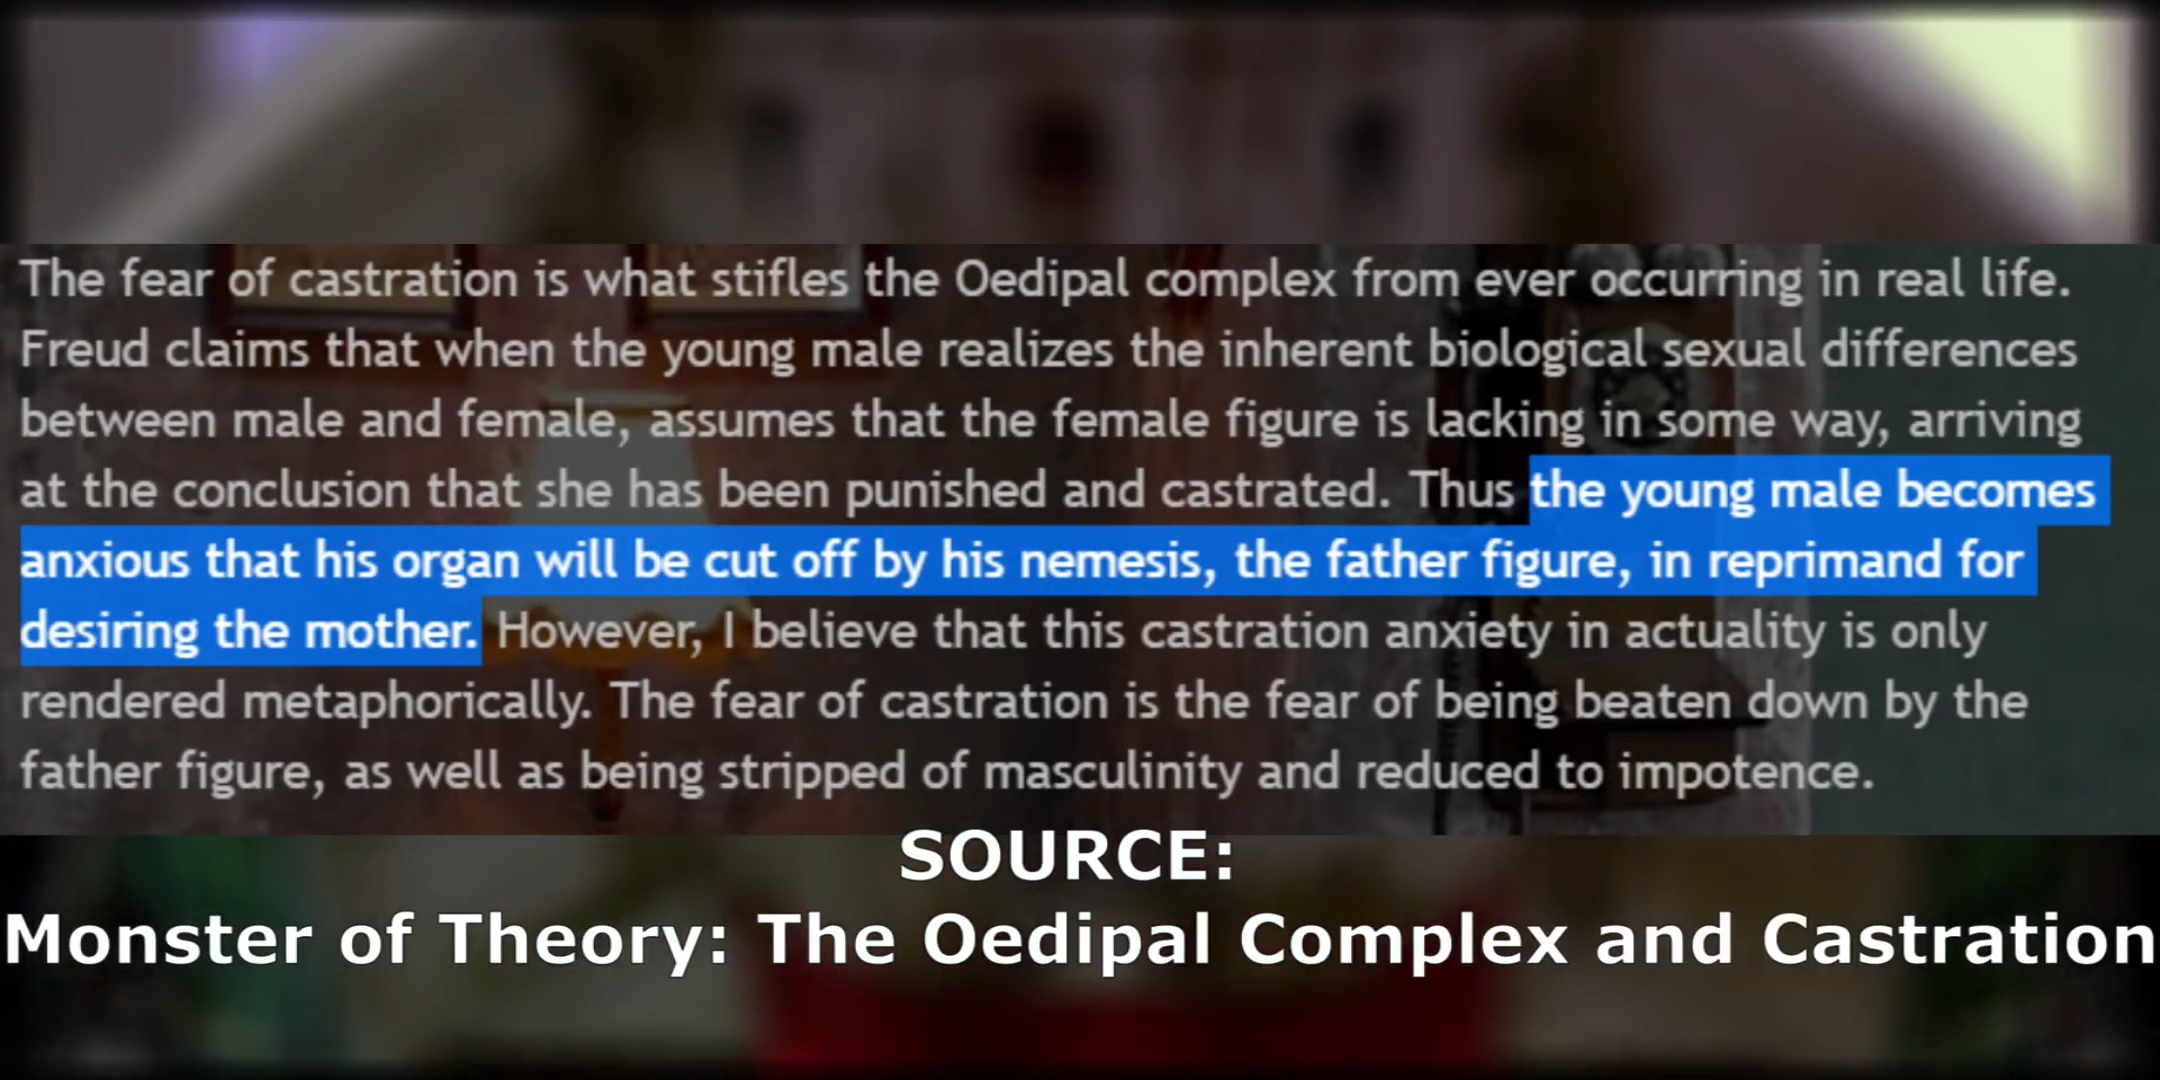 The fear of castration is what stifles the Oedipal complex from ever occurring in real life.
Freud claims that when the young male realizes the inherent biological sexual differences
between male and female, assumes that the female figure is lacking in some way, arriving
at the conclusion that she has been punished and castrated. Thus the young male becomes
anxious that his organ will be cut off by his nemesis, the father figure, in reprimand for
desiring the mother. However, I believe that this castration anxiety in actuality is only
rendered metaphorically. The fear of castration is the fear of being beaten down by the
father figure, as well as being stripped of masculinity and reduced to impotence.
SOURCE:
Monster of Theory: The Oedipal Complex and Castration